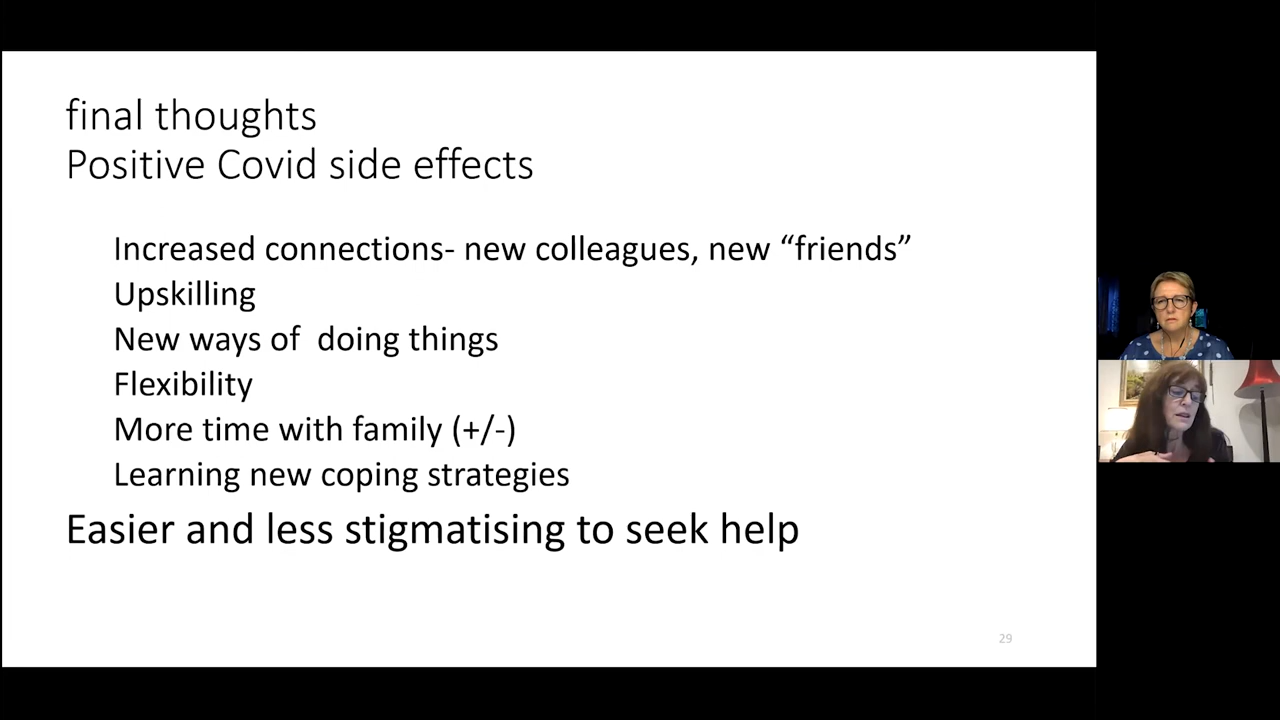 final thoughts
Positive Covid side effects
Increased connections- new colleagues, new “friends”
Upskilling
New ways of  doing things
Flexibility
More time with family (+/-)
Learning new coping strategies
Easier and less stigmatising to seek help
29